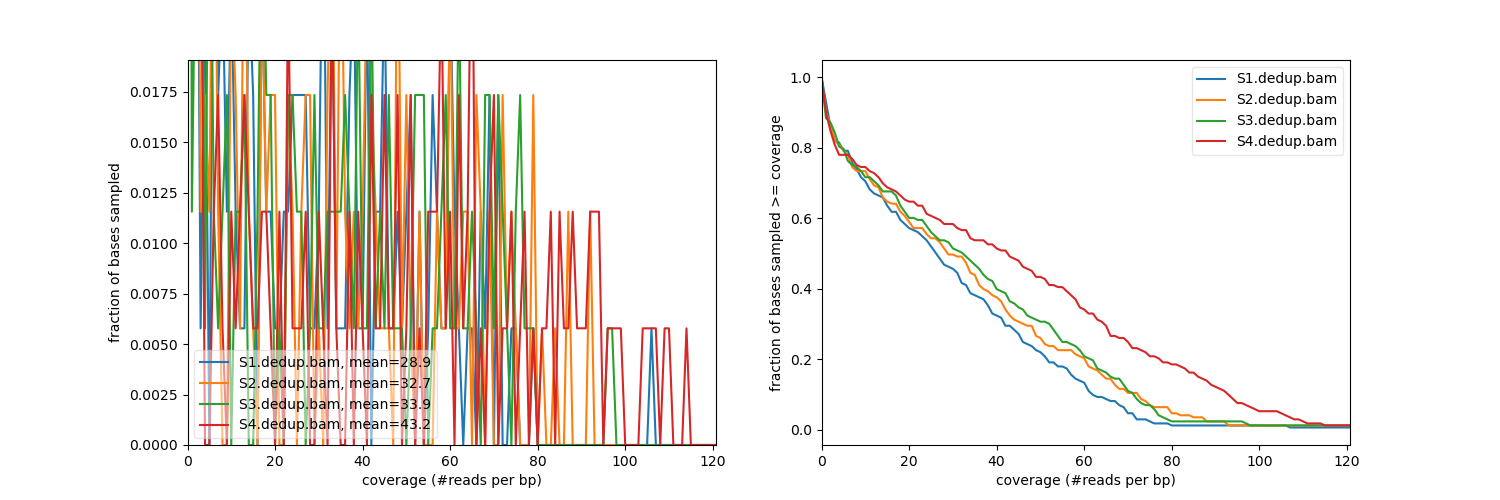 0.0175
0.0150
0.0125
0.0100
0.0075
0.0050
0.0025
0.0000
fraction of bases sampled
S1.dedup.bam, mean=28.9
S2.dedup.bam, mean=32.7
S3.dedup.bam, mean=33.9
S4.dedup.bam, mean=43.2
0 20 40 60 80 100 120
coverage (#reads per bp)
1.0
0.8
0.6
0.4
0.2
0.0
fraction of bases sampled >= coverage
S1.dedup.bam
S2.dedup.bam
S3.dedup.bam
S4.dedup.bam
0 20 40 60 80 100 120
coverage (#reads per bp)